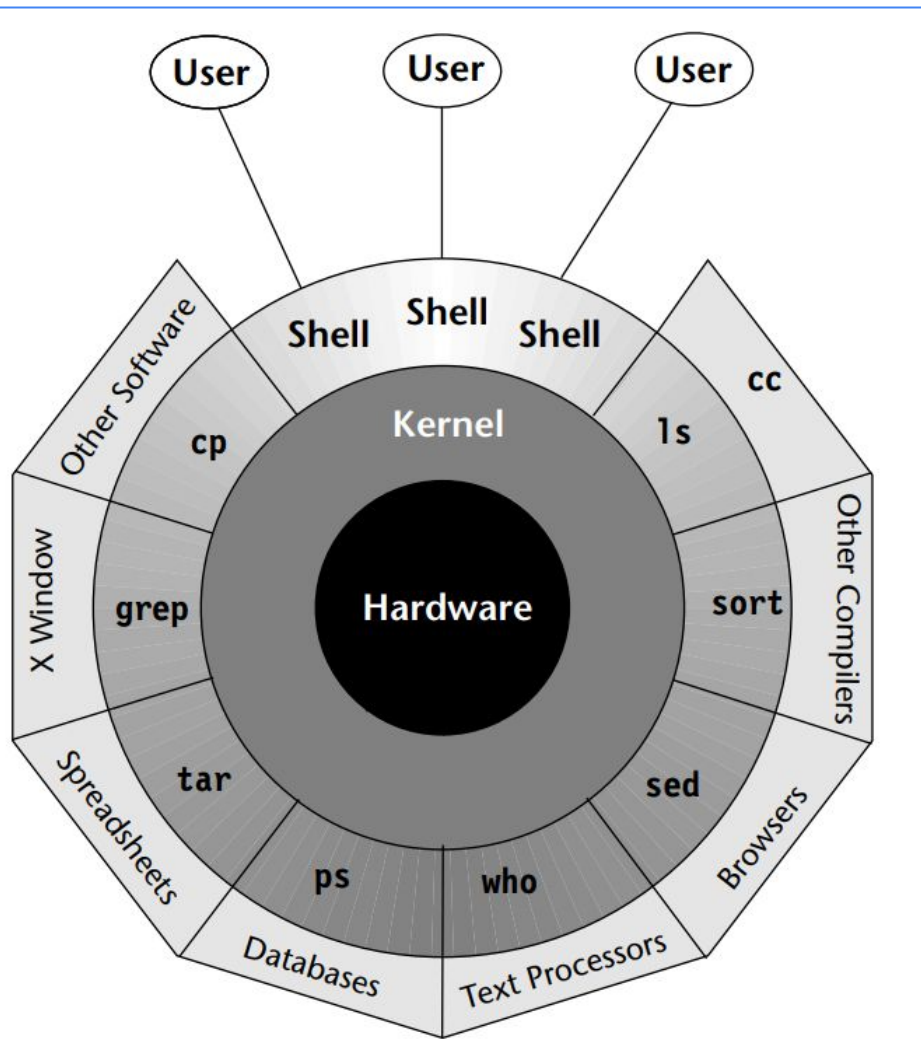 User
User
User
Shell
Shell
Shell
Other Software
cp
Kernel
ls
cc
X Window
grep
Hardware
sort
Other Compilers
Spreadsheets
tar
sed
Browsers
ps
who
Databases
Text Processors